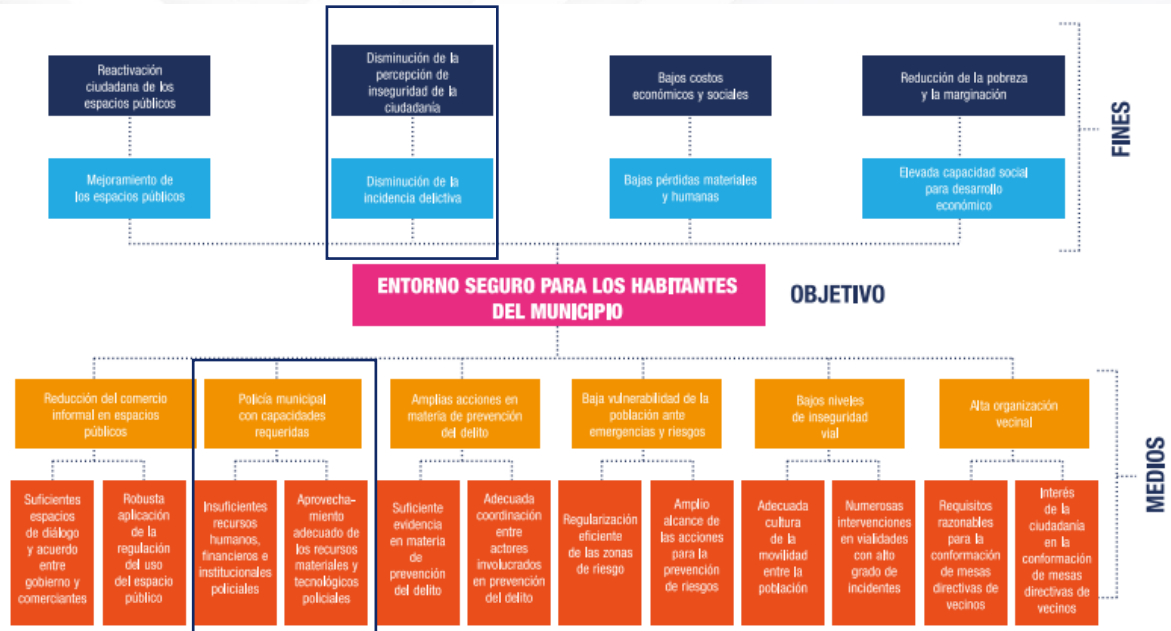 Reactivación
ciudadana de los
espacios públicos
Disminución de la
percepción de
inseguridad de la
ciudadanía
Bajos costos
económicos y sociales
Reducción de la pobreza
y la marginación
Mejoramiento de
los espacios públicos
Disminución de la
incidencia delictiva
Bajas pérdidas materiales
y humanas
Elevada capacidad social
para desarrollo
económico
FINES
ENTORNO SEGURO PARA LOS HABITANTES
DEL MUNICIPIO
OBJETIVO
Reducción del comercio
informal en espacios
públicos
Policía municipal
con capacidades
requeridas
Amplias acciones en
materia de prevención
del delito
Baja vulnerabilidad de la
población ante
emergencias y riesgos
Bajos niveles
de inseguridad
vial
Alta organización
vecinal
Suficientes
espacios
de diálogo
y acuerdo
entre
gobierno y
comerciantes
Robusta
aplicación
de la
regulación
del uso
del espacio
público
Insuficientes
recursos
humanos,
financieros e
institucionales
policiales
Aprovecha-
miento
adecuado de
los recursos
materiales y
tecnológicos
policiales
Suficiente
evidencia
en materia
de
prevención
del delito
Adecuada
coordinación
entre
actores
involucrados
en prevención
del delito
Regularización
eficiente
de las zonas
de riesgo
Amplio
alcance de
las acciones
para la
prevención
de riesgos
Adecuada
cultura
de la
movilidad
entre la
población
Numerosas
intervenciones
en vialidades
con alto
grado de
incidentes
Requisitos
razonables
para la
conformación
de mesas
directivas de
vecinos
Interés
de la
ciudadanía
en la
conformación
de mesas
directivas de
vecinos
MEDIOS